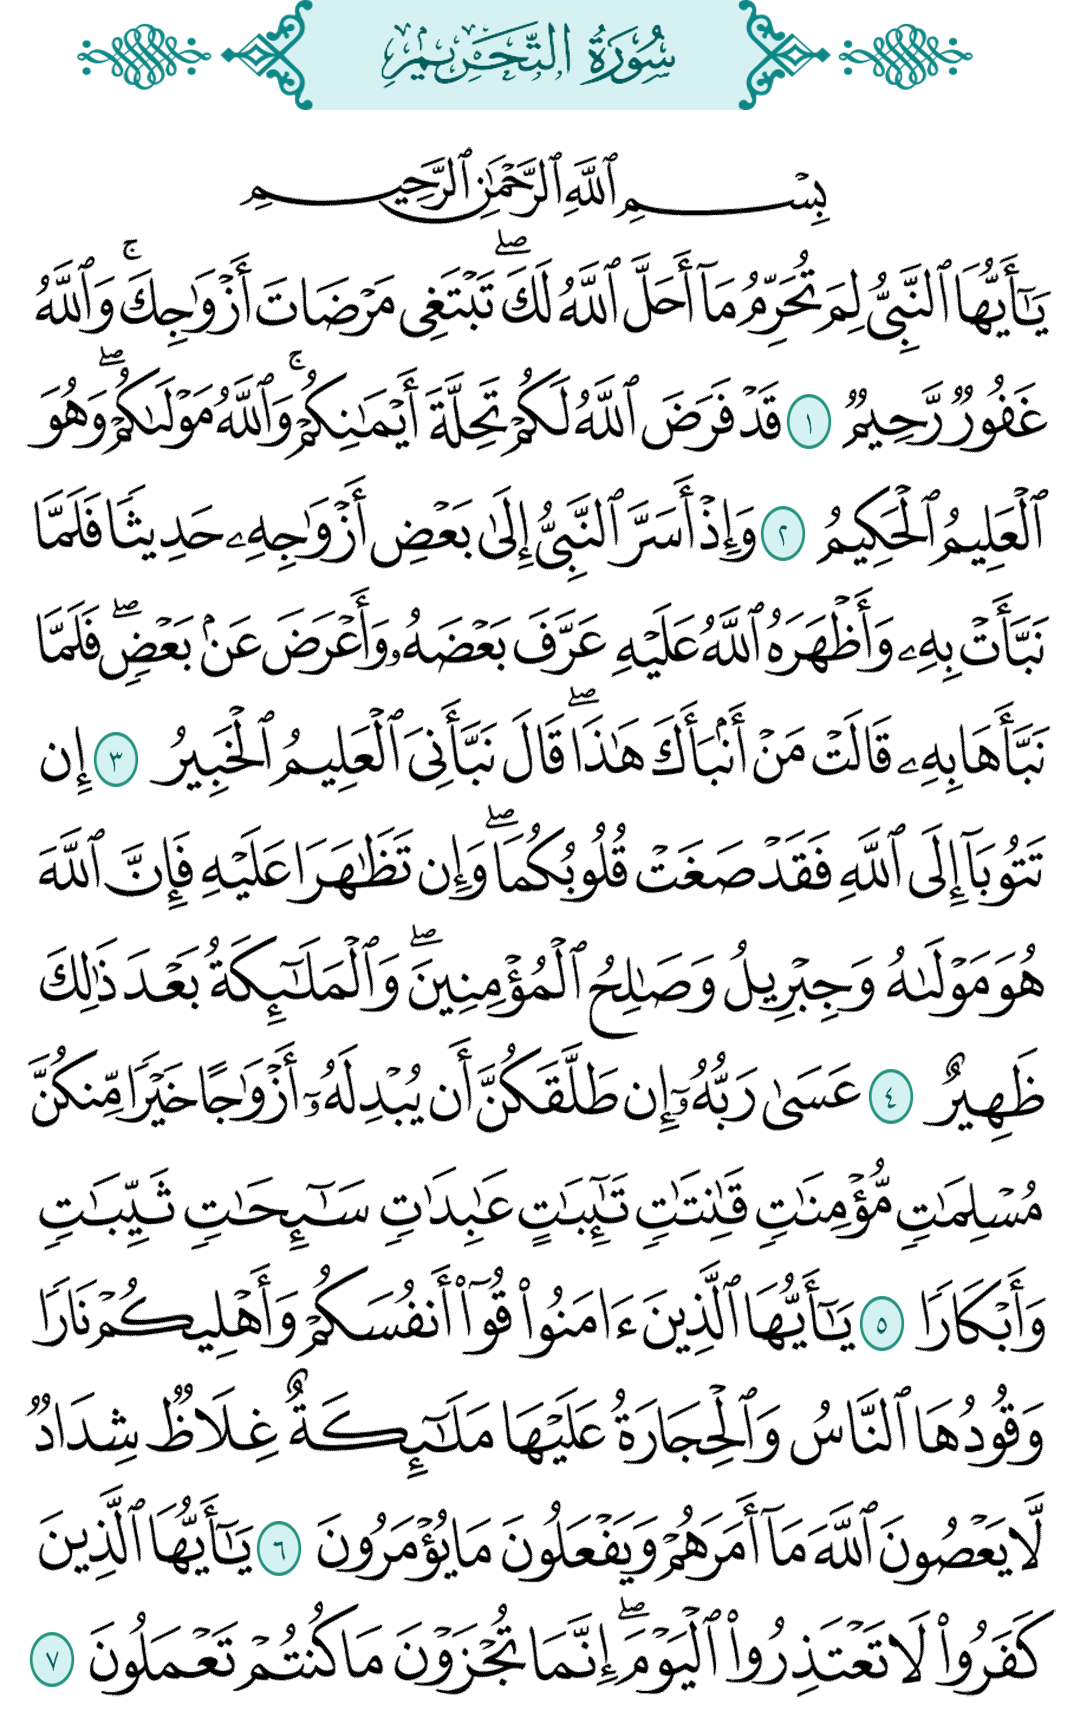 سُورَةُ التَّحْرِيمِ
بِسْمِ ٱللَّهِ ٱلرَّحْمَٰنِ ٱلرَّحِيمِ
يَٰٓأَيُّهَا ٱلنَّبِىُّ لِمَ تُحَرِّمُ مَآ أَحَلَّ ٱللَّهُ لَكَۖ تَبْتَغِى مَرْضَاتَ أَزْوَٰجِكَۚ وَٱللَّهُ
غَفُورٌ رَّحِيمٌ ١ قَدْ فَرَضَ ٱللَّهُ لَكُمْ تَحِلَّةَ أَيْمَٰنِكُمْۚ وَٱللَّهُ مَوْلَىٰكُمْۖ وَهُوَ
ٱلْعَلِيمُ ٱلْحَكِيمُ ٢ وَإِذْ أَسَرَّ ٱلنَّبِىُّ إِلَىٰ بَعْضِ أَزْوَٰجِهِۦ حَدِيثًا فَلَمَّا
نَبَّأَتْ بِهِۦ وَأَظْهَرَهُ ٱللَّهُ عَلَيْهِ عَرَّفَ بَعْضَهُۥ وَأَعْرَضَ عَنۢ بَعْضٍۖ فَلَمَّا
نَبَّأَهَا بِهِۦ قَالَتْ مَنْ أَنۢبَأَكَ هَٰذَاۖ قَالَ نَبَّأَنِىَ ٱلْعَلِيمُ ٱلْخَبِيرُ ٣ إِن
تَتُوبَآ إِلَى ٱللَّهِ فَقَدْ صَغَتْ قُلُوبُكُمَاۖ وَإِن تَظَٰهَرَا عَلَيْهِ فَإِنَّ ٱللَّهَ
هُوَ مَوْلَىٰهُ وَجِبْرِيلُ وَصَٰلِحُ ٱلْمُؤْمِنِينَۖ وَٱلْمَلَٰٓئِكَةُ بَعْدَ ذَٰلِكَ
ظَهِيرٌ ٤ عَسَىٰ رَبُّهُۥٓ إِن طَلَّقَكُنَّ أَن يُبْدِلَهُۥٓ أَزْوَٰجًا خَيْرًا مِّنكُنَّ
مُسْلِمَٰتٍ مُّؤْمِنَٰتٍ قَٰنِتَٰتٍ تَٰٓئِبَٰتٍ عَٰبِدَٰتٍ سَٰٓئِحَٰتٍ ثَيِّبَٰتٍ
وَأَبْكَارًا ٥ يَٰٓأَيُّهَا ٱلَّذِينَ ءَامَنُوا۟ قُوٓا۟ أَنفُسَكُمْ وَأَهْلِيكُمْ نَارًا
وَقُودُهَا ٱلنَّاسُ وَٱلْحِجَارَةُ عَلَيْهَا مَلَٰٓئِكَةٌ غِلَاظٌ شِدَادٌ
لَّا يَعْصُونَ ٱللَّهَ مَآ أَمَرَهُمْ وَيَفْعَلُونَ مَا يُؤْمَرُونَ ٦ يَٰٓأَيُّهَا ٱلَّذِينَ
كَفَرُوا۟ لَا تَعْتَذِرُوا۟ ٱلْيَوْمَۖ إِنَّمَا تُجْزَوْنَ مَا كُنتُمْ تَعْمَلُونَ ٧